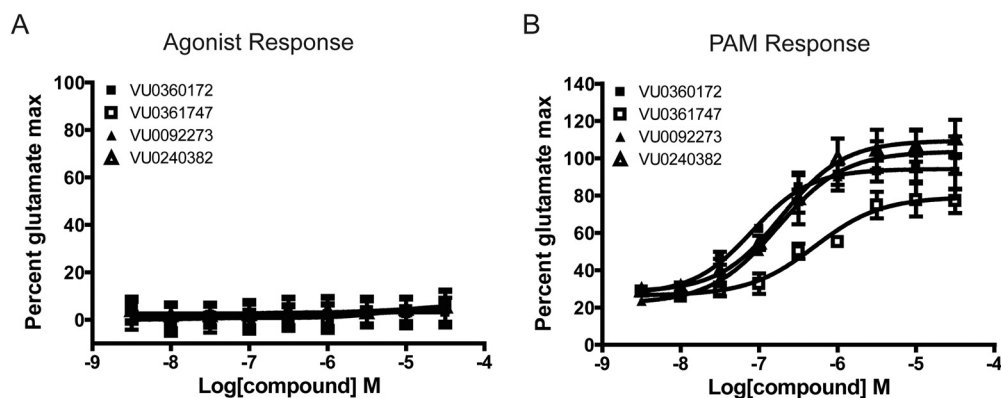 A
Agonist Response
Percent glutamate max
100
80
60
40
20
0
VU0360172
VU0361747
VU0092273
VU0240382
-9
-8
-7
-6
-5
-4
Log[compound] M
B
PAM Response
Percent glutamate max
140
120
100
80
60
40
20
0
VU0360172
VU0361747
VU0092273
VU0240382
-9
-8
-7
-6
-5
-4
Log[compound] M